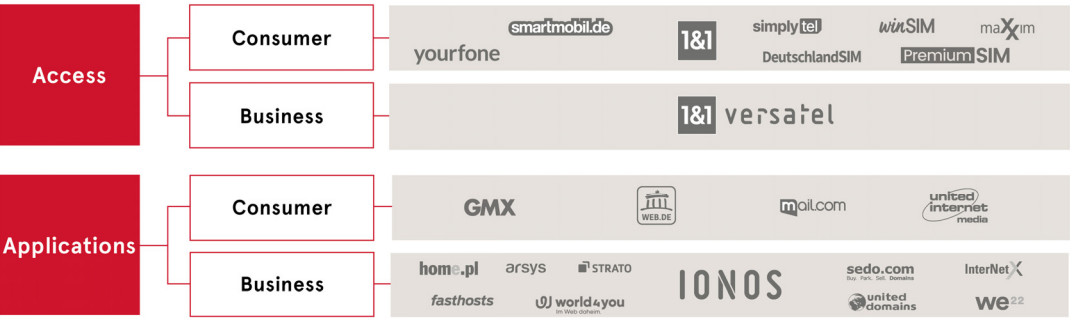 Access
Consumer
smartmobil.de
yourfone
1&1
simplytel
winSIM
maXXim
DeutschlandSIM
PremiumSIM
Business
1&1 versatel
Applications
Consumer
GMX
WEB.DE
mail.com
united
internet
media
Business
home.pl
arsys
STRATO
fasthosts
world4you
Im Web daheim.
IONOS
sedo.com
Buy. Park. Sell. Domains
InterNetX
united
domains
we22